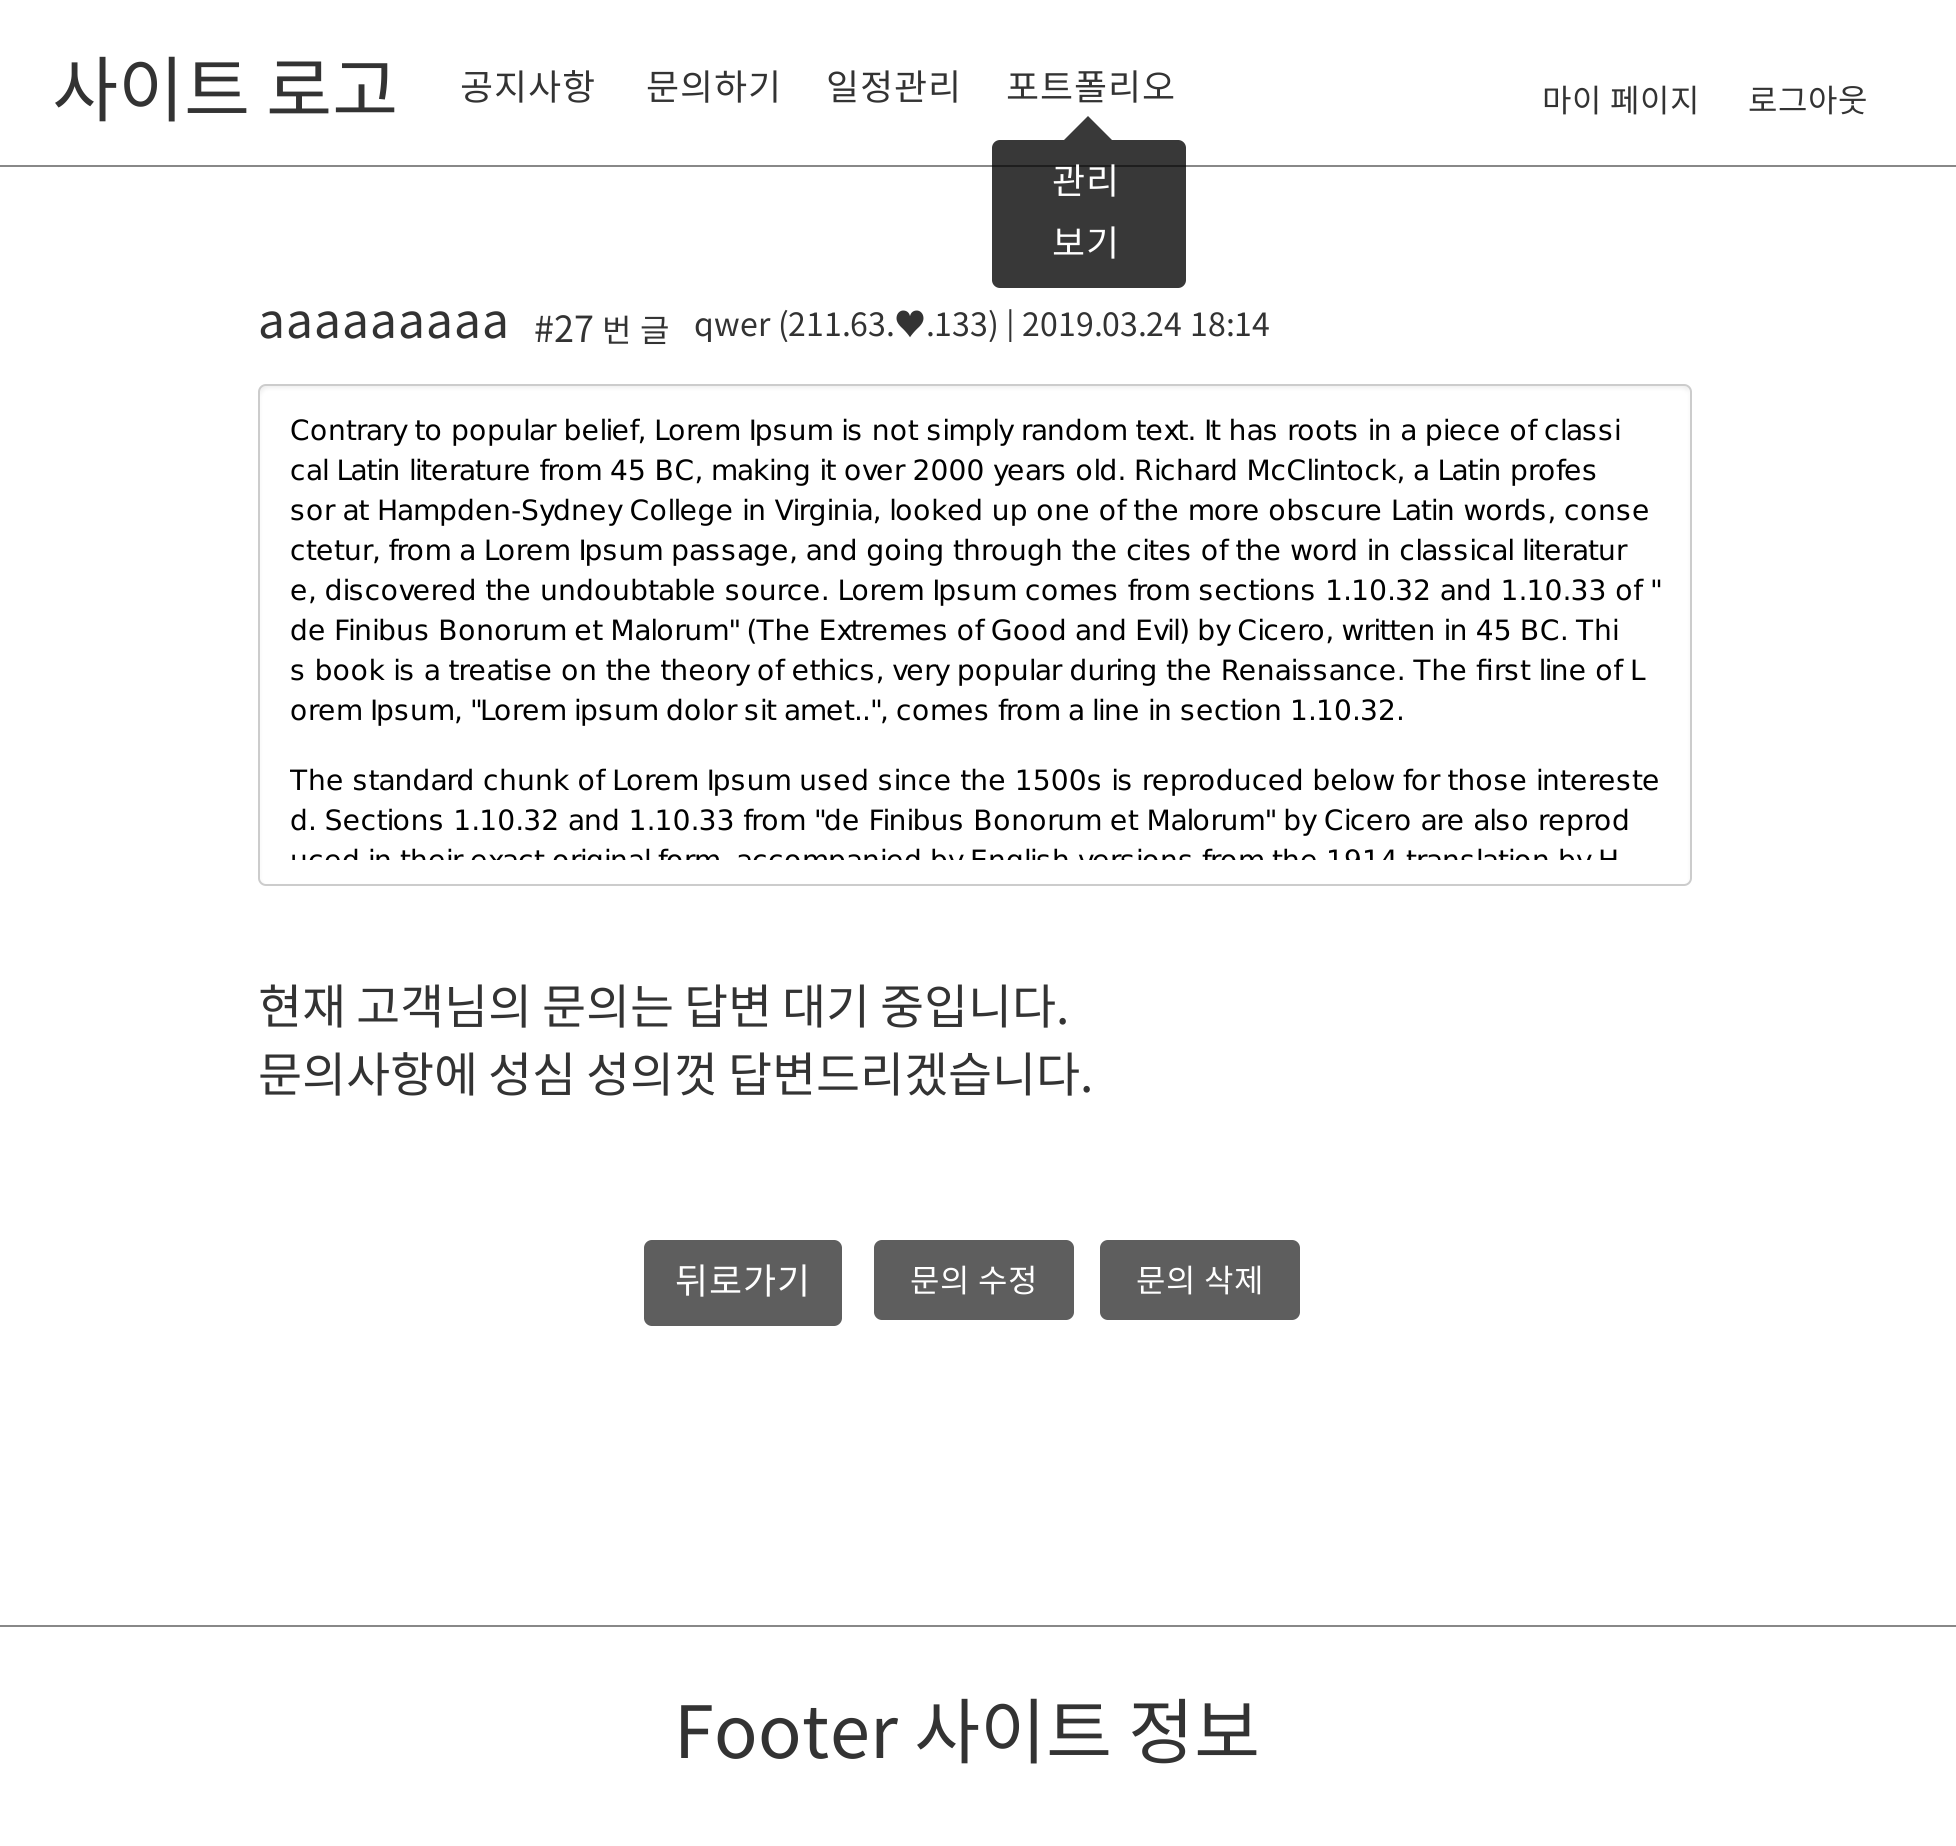 사이트 로고 공지사항 문의하기 일정관리 포트폴리오 마이 페이지 로그아웃
관리
보기
aaaaaaaaa #27 번 글 qwer (211.63.♥.133) | 2019.03.24 18:14
Contrary to popular belief, Lorem Ipsum is not simply random text. It has roots in a piece of classi
cal Latin literature from 45 BC, making it over 2000 years old. Richard McClintock, a Latin profes
sor at Hampden-Sydney College in Virginia, looked up one of the more obscure Latin words, conse
ctetur, from a Lorem Ipsum passage, and going through the cites of the word in classical literatur
e, discovered the undoubtable source. Lorem Ipsum comes from sections 1.10.32 and 1.10.33 of "
de Finibus Bonorum et Malorum" (The Extremes of Good and Evil) by Cicero, written in 45 BC. Thi
s book is a treatise on the theory of ethics, very popular during the Renaissance. The first line of L
orem Ipsum, "Lorem ipsum dolor sit amet..", comes from a line in section 1.10.32.
The standard chunk of Lorem Ipsum used since the 1500s is reproduced below for those intereste
d. Sections 1.10.32 and 1.10.33 from "de Finibus Bonorum et Malorum" by Cicero are also reprod
uced in their exact original form, accompanied by English versions from the 1914 translation by H
현재 고객님의 문의는 답변 대기 중입니다.
문의사항에 성심 성의껏 답변드리겠습니다.
뒤로가기 문의 수정 문의 삭제
Footer 사이트 정보